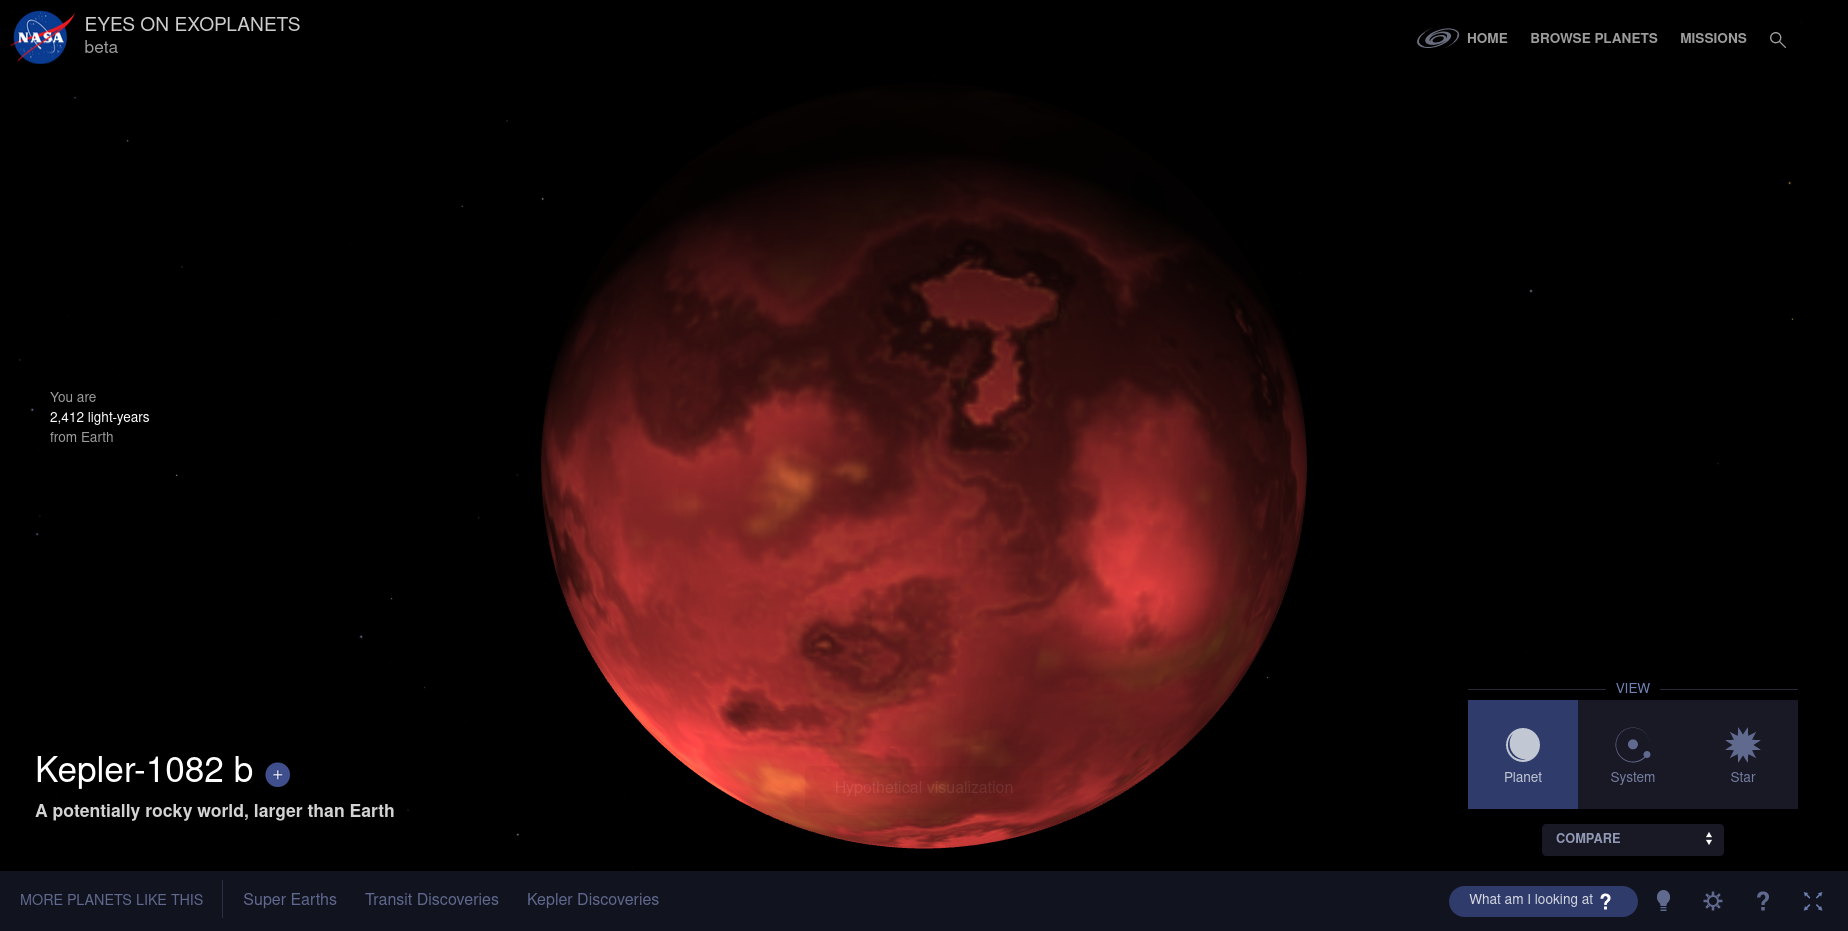 NASA
EYES ON EXOPLANETS
beta
HOME
BROWSE PLANETS
MISSIONS
You are
2,412 light-years
from Earth
VIEW
Planet
System
Star
Kepler-1082 b +
A potentially rocky world, larger than Earth
Hypothetical visualization
COMPARE
MORE PLANETS LIKE THIS
Super Earths
Transit Discoveries
Kepler Discoveries
What am I looking at ?
?